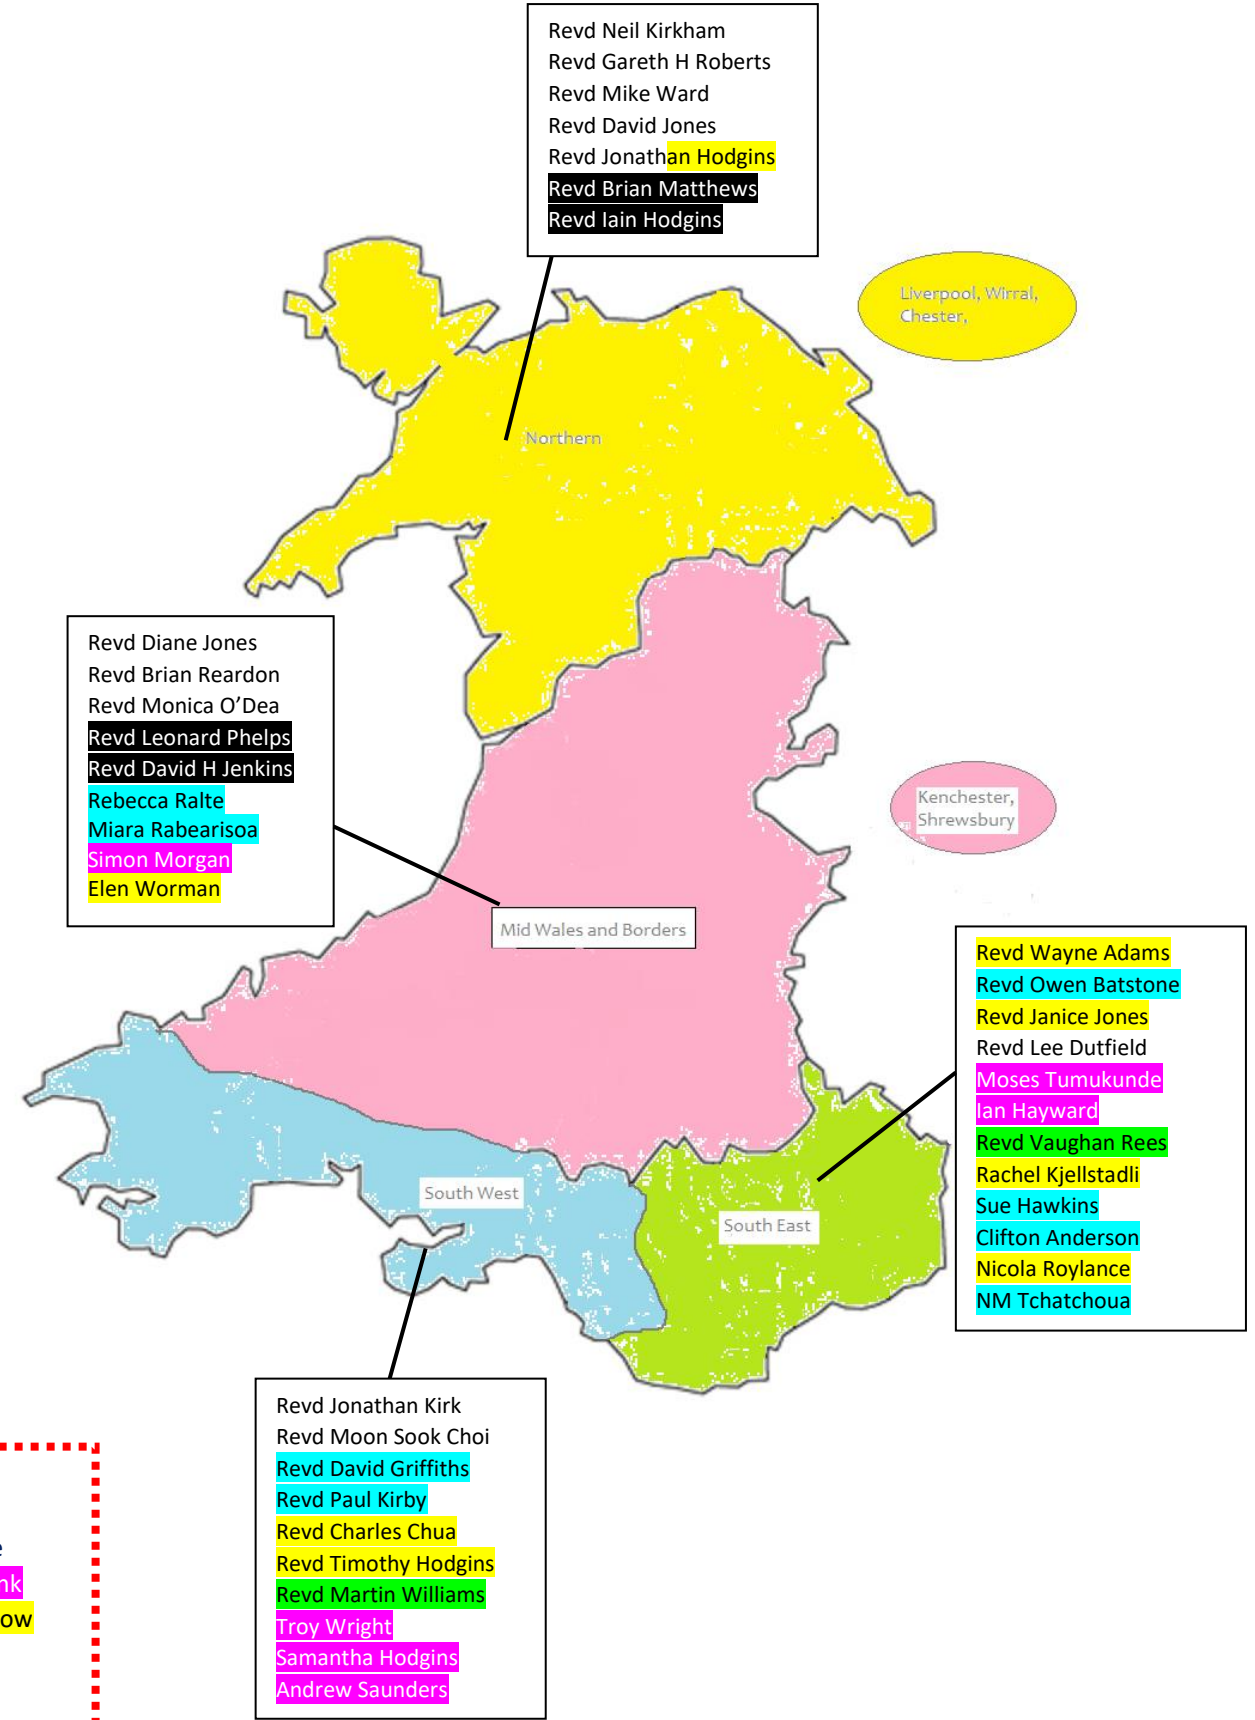 Revd Neil Kirkham
Revd Gareth H Roberts
Revd Mike Ward
Revd David Jones
Revd Jonathan Hodgins
Revd Brian Matthews
Revd Iain Hodgins
Liverpool, Wirral,
Chester,
Northern
Revd Diane Jones
Revd Brian Reardon
Revd Monica O’Dea
Revd Leonard Phelps
Revd David H Jenkins
Rebecca Ralte
Miara Rabearisoa
Simon Morgan
Elen Worman
Kenchester,
Shrewsbury
Mid Wales and Borders
Revd Wayne Adams
Revd Owen Batstone
Revd Janice Jones
Revd Lee Dutfield
Moses Tumukunde
Ian Hayward
Revd Vaughan Rees
Rachel Kjellstadli
Sue Hawkins
Clifton Anderson
Nicola Roylance
NM Tchatchoua
South West
South East
Revd Jonathan Kirk
Revd Moon Sook Choi
Revd David Griffiths
Revd Paul Kirby
Revd Charles Chua
Revd Timothy Hodgins
Revd Martin Williams
Troy Wright
Samantha Hodgins
Andrew Saunders
e
nk
ow